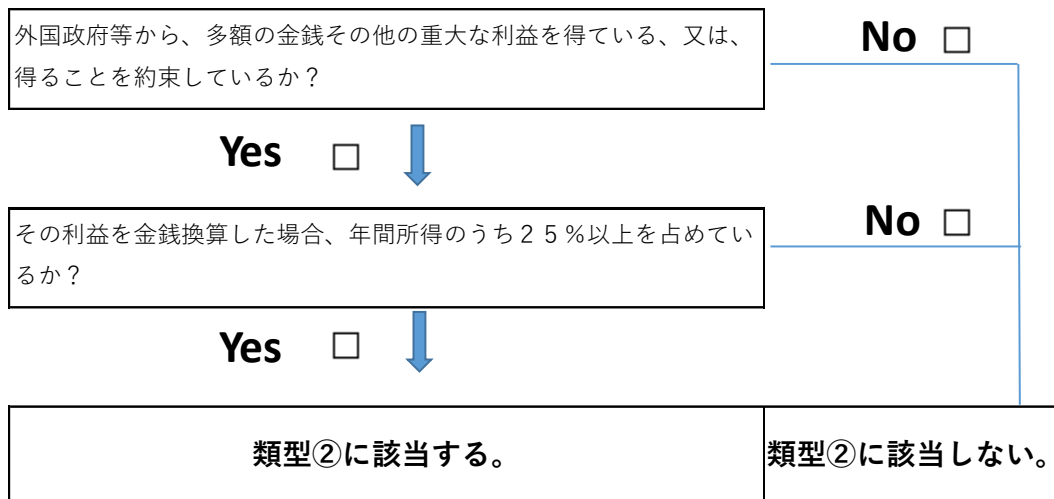 外国政府等から、多額の金銭その他の重大な利益を得ている、又は、
得ることを約束しているか？
No □
Yes □
その利益を金銭換算した場合、年間所得のうち２５％以上を占めてい
るか？
No □
Yes □
類型②に該当する。
類型②に該当しない。